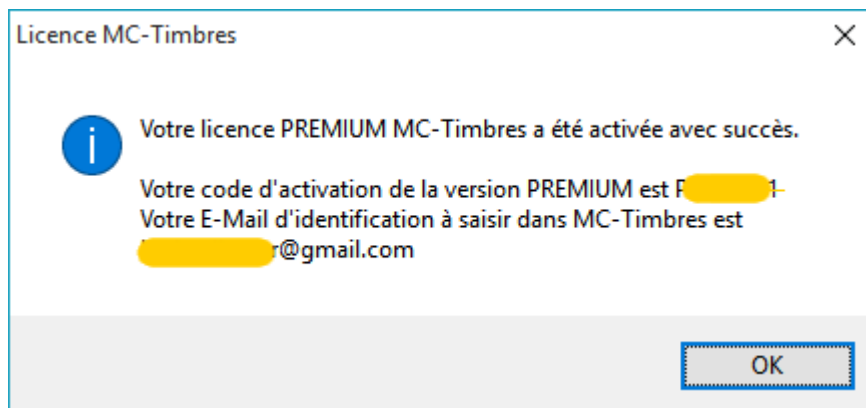 Licence MC-Timbres
Votre licence PREMIUM MC-Timbres a été activée avec succès.
Votre code d'activation de la version PREMIUM est
Votre E-Mail d'identification à saisir dans MC-Timbres est
r@gmail.com
OK